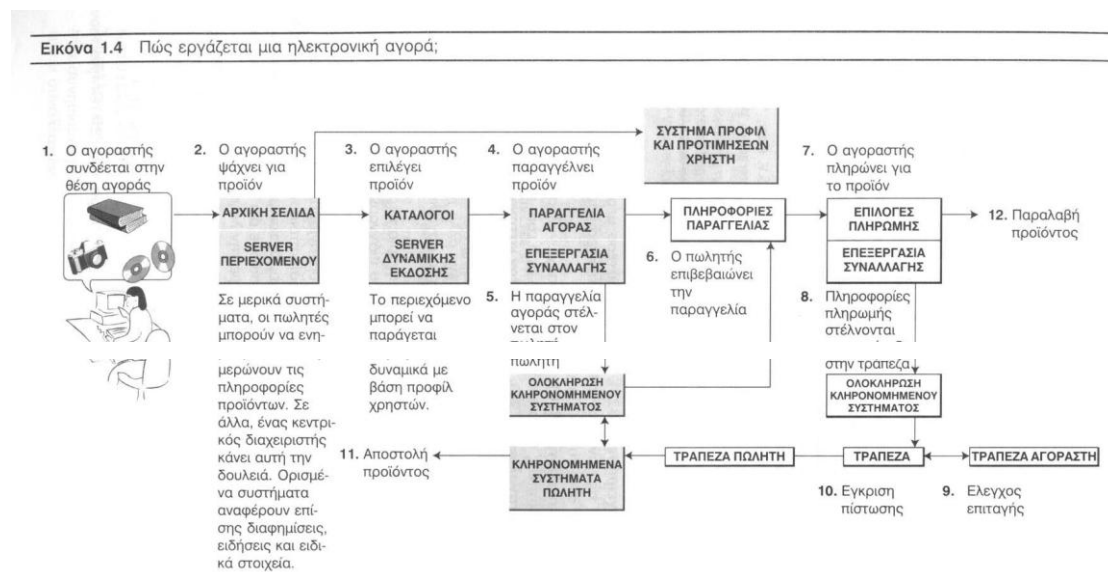 Εικόνα 1.4 Πώς εργάζεται μια ηλεκτρονική αγορά;
1. Ο αγοραστής
συνδέεται στην
θέση αγοράς
2. Ο αγοραστής
ψάχνει για
προϊόν
3. Ο αγοραστής
επιλέγει
προϊόν
4. Ο αγοραστής
παραγγέλνει
προϊόν
ΣΥΣΤΗΜΑ ΠΡΟΦΙΛ
ΚΑΙ ΠΡΟΤΙΜΗΣΕΩΝ
ΧΡΗΣΤΗ
7. Ο αγοραστής
πληρώνει για
το προϊόν
ΑΡΧΙΚΗ ΣΕΛΙΔΑ
SERVER
ΠΕΡΙΕΧΟΜΕΝΟΥ
ΚΑΤΑΛΟΓΟΙ
SERVER
ΔΥΝΑΜΙΚΗΣ
ΕΚΔΟΣΗΣ
ΠΑΡΑΓΓΕΛΙΑ
ΑΓΟΡΑΣ
ΕΠΕΞΕΡΓΑΣΙΑ
ΣΥΝΑΛΛΑΓΗΣ
ΠΛΗΡΟΦΟΡΙΕΣ
ΠΑΡΑΓΓΕΛΙΑΣ
ΕΠΙΛΟΓΕΣ
ΠΛΗΡΩΜΗΣ
ΕΠΕΞΕΡΓΑΣΙΑ
ΣΥΝΑΛΛΑΓΗΣ
12. Παραλαβή
προϊόντος
Σε μερικά συστή-
ματα, οι πωλητές
μπορούν να ενη-
μερώνουν τις
πληροφορίες
προϊόντων. Σε
άλλα, ένας κεντρι-
κός διαχειριστής
κάνει αυτή την
δουλειά. Ορισμέ-
να συστήματα
αναφέρουν επί-
σης διαφημίσεις,
ειδήσεις και ειδι-
κά στοιχεία.
Το περιεχόμενο
μπορεί να
παράγεται
δυναμικά με
βάση προφίλ
χρηστών.
5. Η παραγγελία
αγοράς στέλ-
νεται στον
πωλητή
6. Ο πωλητής
επιβεβαιώνει
την
παραγγελία
8. Πληροφορίες
πληρωμής
στέλνονται
στην τράπεζα
ΟΛΟΚΛΗΡΩΣΗ
ΚΛΗΡΟΝΟΜΗΜΕΝΟΥ
ΣΥΣΤΗΜΑΤΟΣ
ΟΛΟΚΛΗΡΩΣΗ
ΚΛΗΡΟΝΟΜΗΜΕΝΟΥ
ΣΥΣΤΗΜΑΤΟΣ
11. Αποστολή
προϊόντος
ΚΛΗΡΟΝΟΜΗΜΕΝΑ
ΣΥΣΤΗΜΑΤΑ
ΠΩΛΗΤΗ
ΤΡΑΠΕΖΑ ΠΩΛΗΤΗ
ΤΡΑΠΕΖΑ
ΤΡΑΠΕΖΑ ΑΓΟΡΑΣΤΗ
10. Εγκριση
πίστωσης
9. Ελεγχος
επιταγής